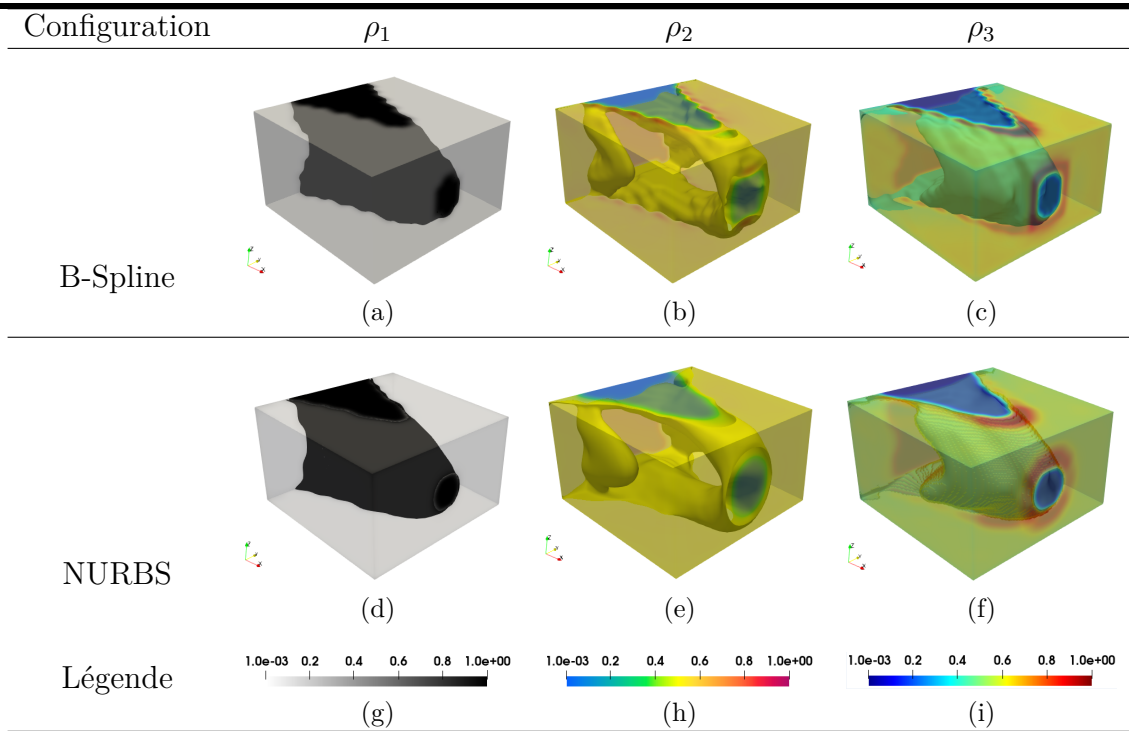 Configuration ρ1 ρ2 ρ3
B-Spline
(a) (b) (c)
NURBS
(d) (e) (f)
Légende
1.0e-03 0.2 0.4 0.6 0.8 1.0e+00
1.0e-03 0.2 0.4 0.6 0.8 1.0e+00
1.0e-03 0.2 0.4 0.6 0.8 1.0e+00
(g) (h) (i)